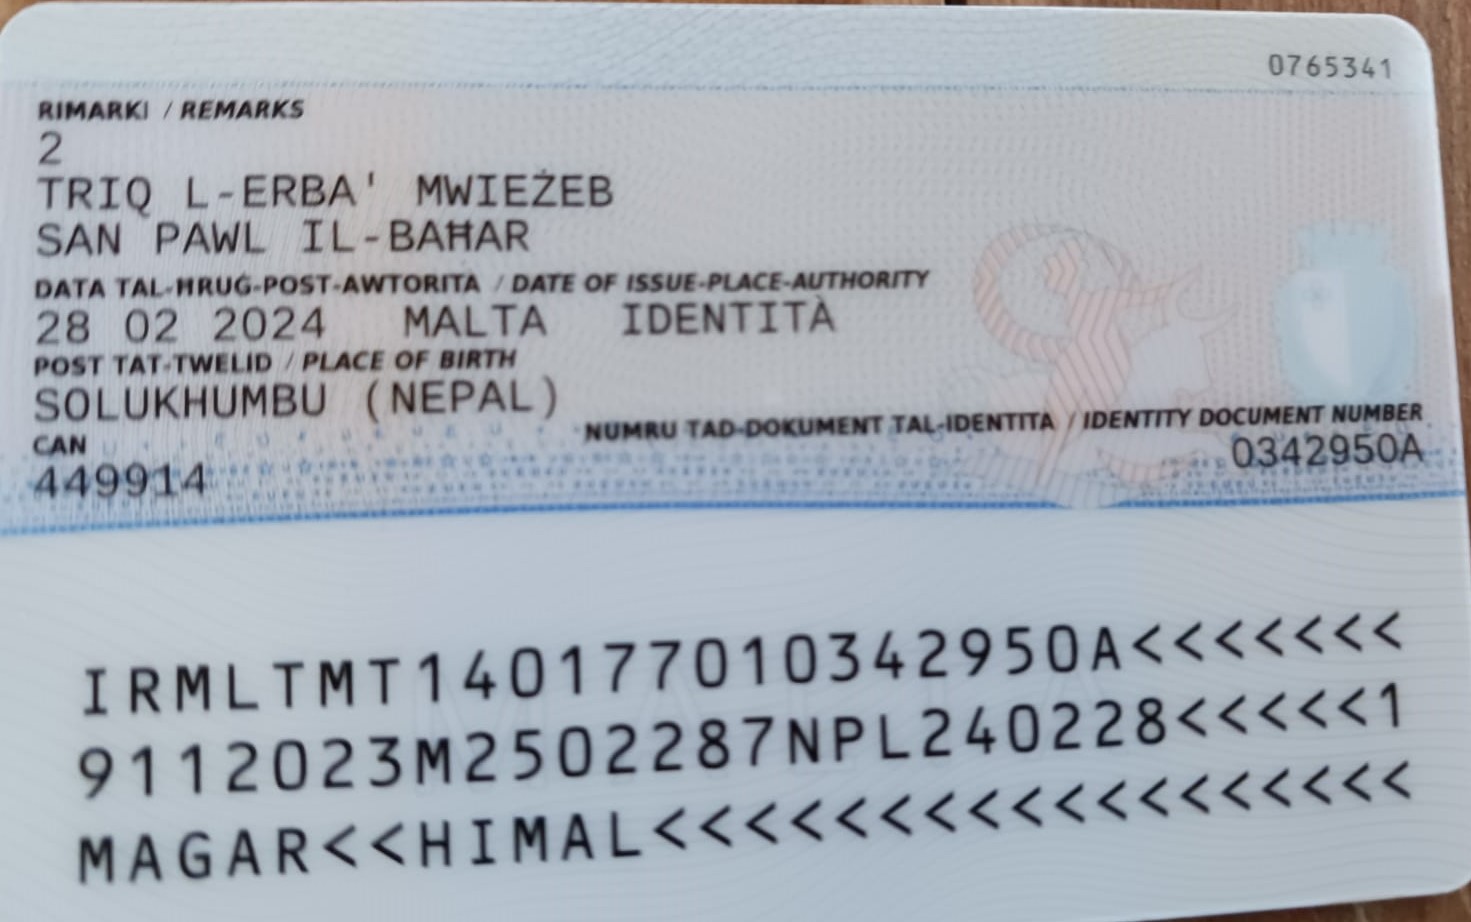 0765341
RIMARKI / REMARKS
2
TRIQ L-ERBA' MWIEŻEB
SAN PAWL IL-BAĦAR
DATA TAL-ĦRUĠ-POST-AWTORITA / DATE OF ISSUE-PLACE-AUTHORITY
28 02 2024 MALTA IDENTITÀ
POST TAT-TWELID / PLACE OF BIRTH
SOLUKHUMBU (NEPAL)
NUMRU TAD-DOKUMENT TAL-IDENTITA / IDENTITY DOCUMENT NUMBER
0342950A
CAN
449914
IRMLTMT140177010342950A<<<<<<<
9112023M2502287NPL240228<<<<<1
MAGAR<<HIMAL<<<<<<<<<<<<<<<<<<